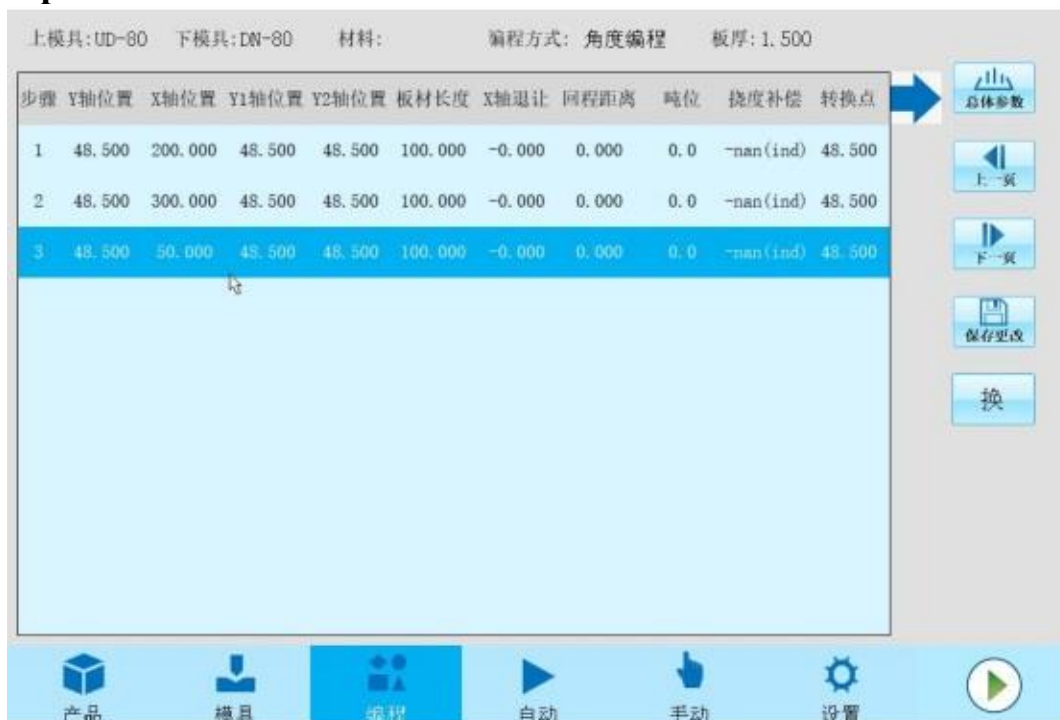 上模具:UD-80 下模具:DN-80 材料: 编程方式: 角度编程 板厚:1.500
步骤 Y轴位置 X轴位置 Y1轴位置 Y2轴位置 板材长度 X轴退让 回程距离 吨位 挠度补偿 转换点
总体参数
1 48.500 200.000 48.500 48.500 100.000 -0.000 0.000 0.0 -nan(ind) 48.500
上一页
2 48.500 300.000 48.500 48.500 100.000 -0.000 0.000 0.0 -nan(ind) 48.500
3 48.500 50.000 48.500 48.500 100.000 -0.000 0.000 0.0 -nan(ind) 48.500
下一页
保存更改
换
产品 模具 编程 自动 手动 设置